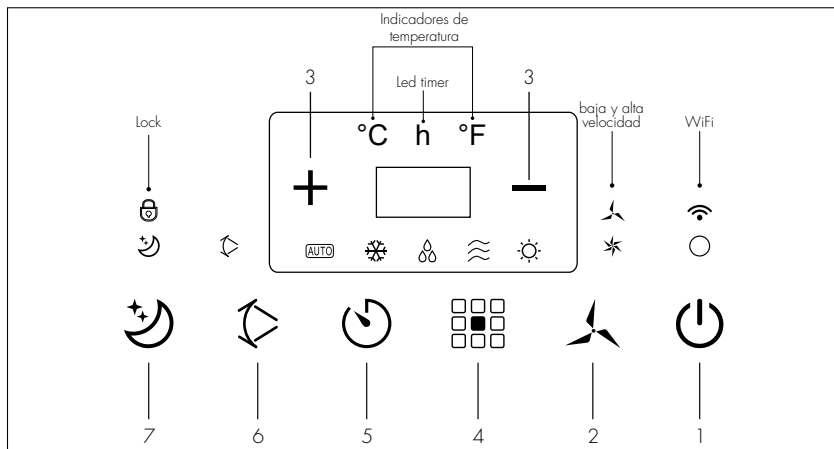 Indicadores de
temperatura
3
Led timer
3
baja y alta
velocidad
Lock
WiFi
°C h °F
AUTO
7 6 5 4 2 1